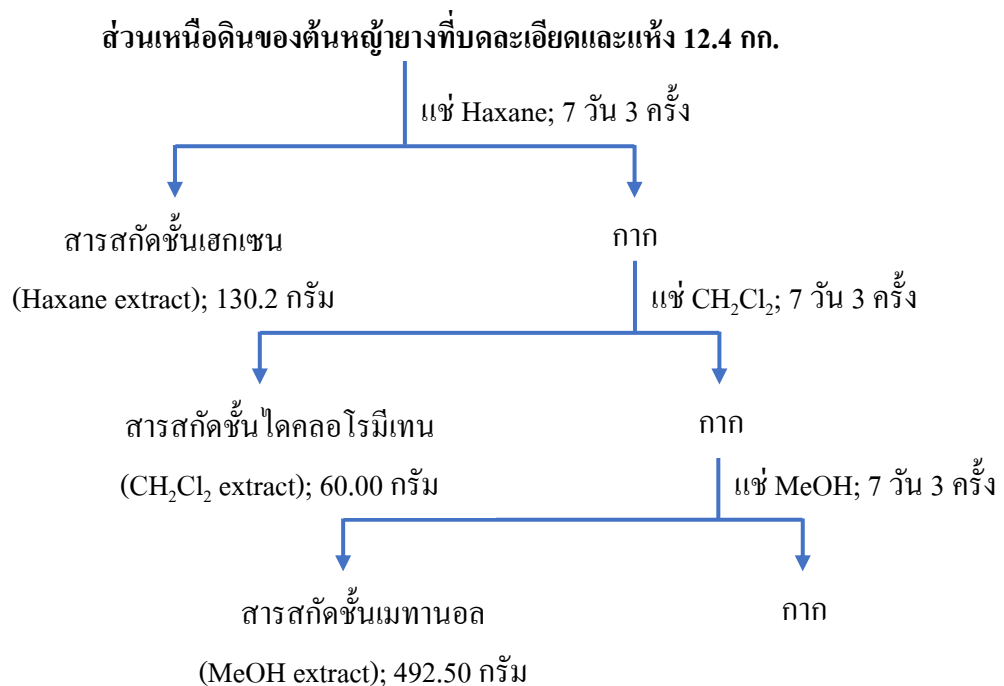 ส่วนเหนือดินของต้นหญ้ายางที่บดละเอียดและแห้ง 12.4 กก.
แช่ Haxane; 7 วัน 3 ครั้ง
สารสกัดชั้นเฮกเซน
กาก
(Haxane extract); 130.2 กรัม
แช่ CH₂Cl₂; 7 วัน 3 ครั้ง
สารสกัดชั้นไดคลอโรมีเทน
กาก
(CH₂Cl₂ extract); 60.00 กรัม
แช่ MeOH; 7 วัน 3 ครั้ง
สารสกัดชั้นเมทานอล
กาก
(MeOH extract); 492.50 กรัม